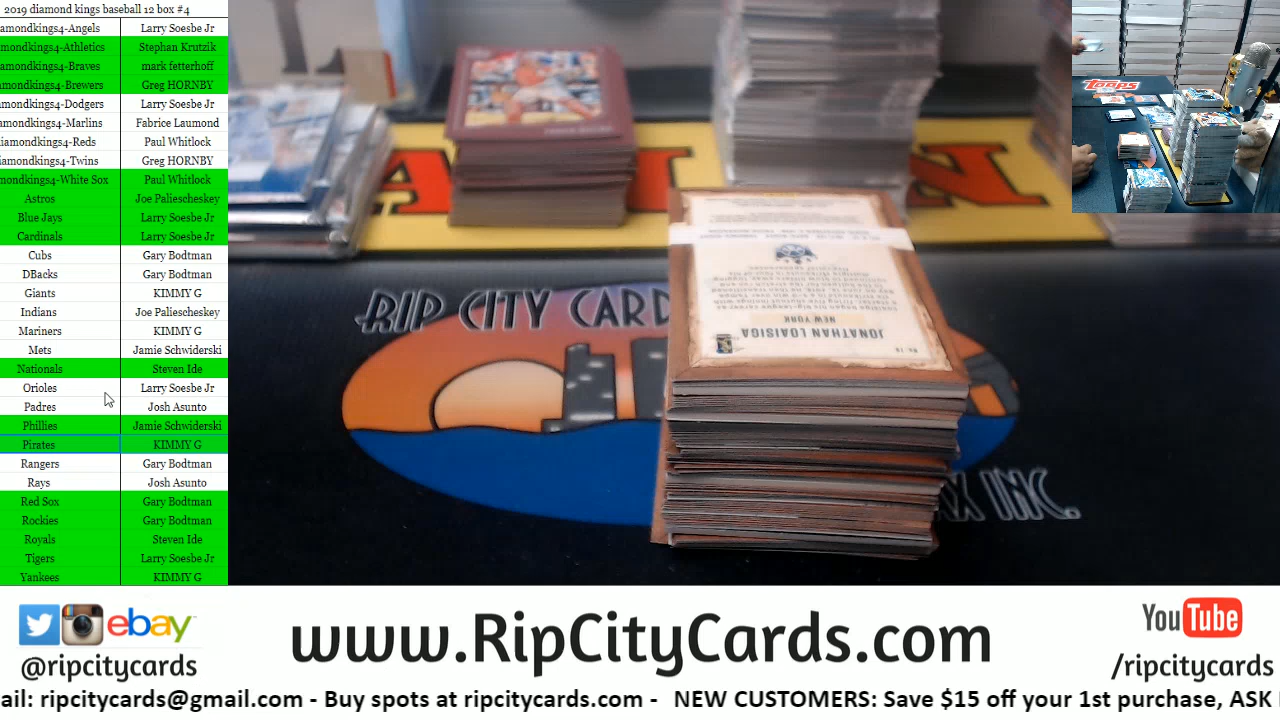 2019 diamond kings baseball 12 box #4
amondkings4-Angels Larry Soesbe Jr
mondkings4-Athletics Stephan Krutzik
amondkings4-Braves mark fetterhoff
amondkings4-Brewers Greg HORNBY
amondkings4-Dodgers Larry Soesbe Jr
amondkings4-Marlins Fabrice Laumond
iamondkings4-Reds Paul Whitlock
iamondkings4-Twins Greg HORNBY
mondkings4-White Sox Paul Whitlock
Astros Joe Paliescheskey
Blue Jays Larry Soesbe Jr
Cardinals Larry Soesbe Jr
Cubs Gary Bodtman
DBacks Gary Bodtman
Giants KIMMY G
Indians Joe Paliescheskey
Mariners KIMMY G
Mets Jamie Schwiderski
Nationals Steven Ide
Orioles Larry Soesbe Jr
Padres Josh Asunto
Phillies Jamie Schwiderski
Pirates KIMMY G
Rangers Gary Bodtman
Rays Josh Asunto
Red Sox Gary Bodtman
Rockies Gary Bodtman
Royals Steven Ide
Tigers Larry Soesbe Jr
Yankees KIMMY G
Topps
RIP CITY CARD
JONATHAN LOAISIGA
NEW YORK
INC.
ebay
@ripcitycards
www.RipCityCards.com
YouTube
/ripcitycards
ail: ripcitycards@gmail.com - Buy spots at ripcitycards.com - NEW CUSTOMERS: Save $15 off your 1st purchase, ASK